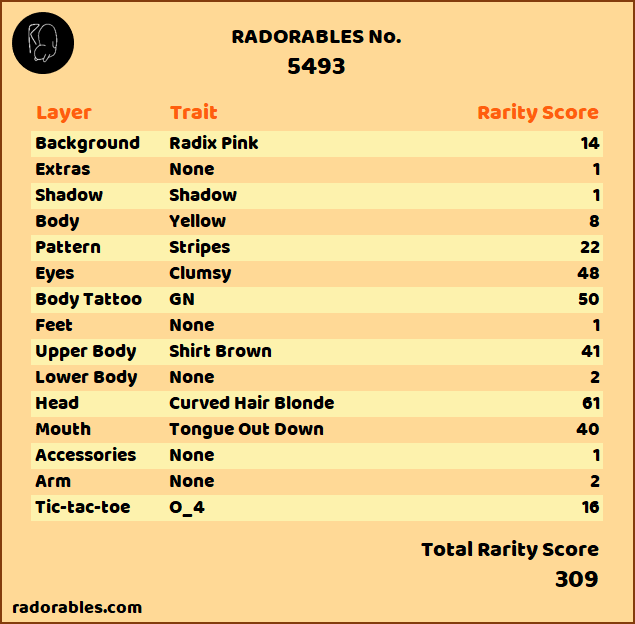 RADORABLES No.
5493
Layer Trait Rarity Score
Background Radix Pink 14
Extras None 1
Shadow Shadow 1
Body Yellow 8
Pattern Stripes 22
Eyes Clumsy 48
Body Tattoo GN 50
Feet None 1
Upper Body Shirt Brown 41
Lower Body None 2
Head Curved Hair Blonde 61
Mouth Tongue Out Down 40
Accessories None 1
Arm None 2
Tic-tac-toe O_4 16
Total Rarity Score
309
radorables.com